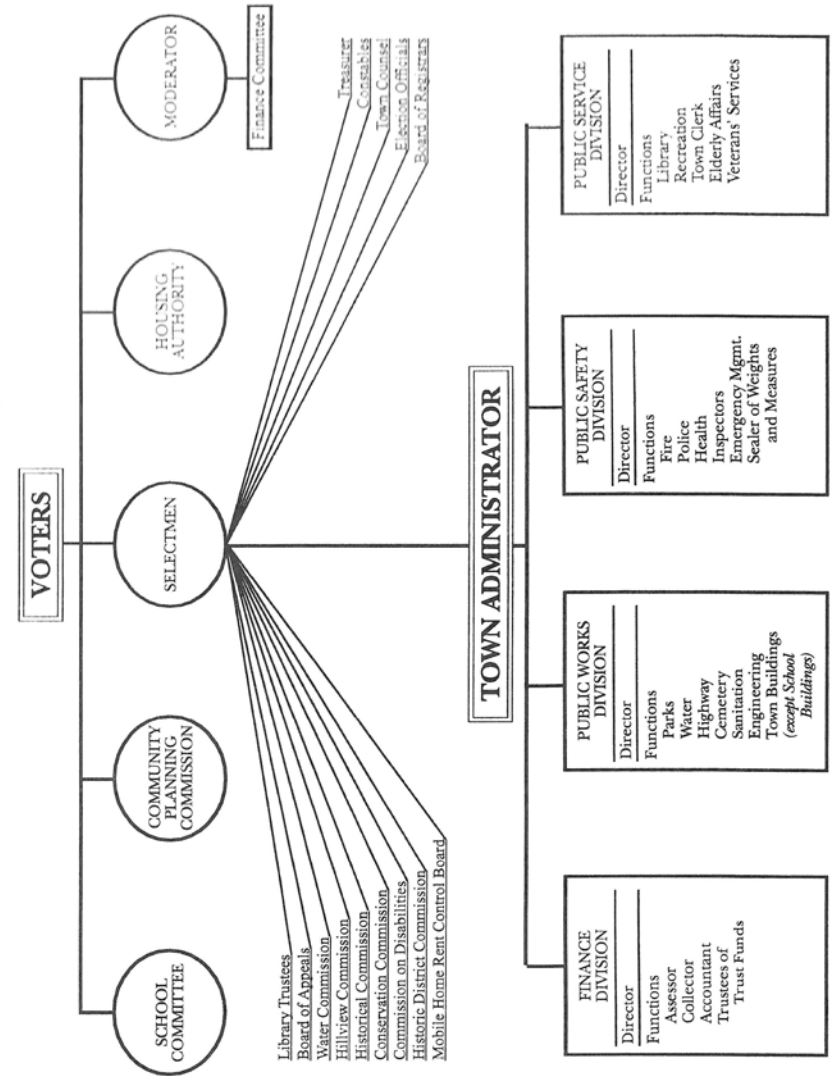 VOTERS
SCHOOL
COMMITTEE
COMMUNITY
PLANNING
COMMISSION
SELECTMEN
HOUSING
AUTHORITY
MODERATOR
Finance Committee
Library Trustees
Board of Appeals
Water Commission
Hillview Commission
Historical Commission
Conservation Commission
Commission on Disabilities
Historic District Commission
Mobile Home Rent Control Board
Treasurer
Constables
Town Counsel
Election Officials
Board of Registrars
TOWN ADMINISTRATOR
FINANCE
DIVISION
Director
Functions
Assessor
Collector
Accountant
Trustees of
Trust Funds
PUBLIC WORKS
DIVISION
Director
Functions
Parks
Water
Highway
Cemetery
Sanitation
Engineering
Town Buildings
(except School
Buildings)
PUBLIC SAFETY
DIVISION
Director
Functions
Fire
Police
Health
Inspectors
Emergency Mgmt.
Sealer of Weights
and Measures
PUBLIC SERVICE
DIVISION
Director
Functions
Library
Recreation
Town Clerk
Elderly Affairs
Veterans' Services